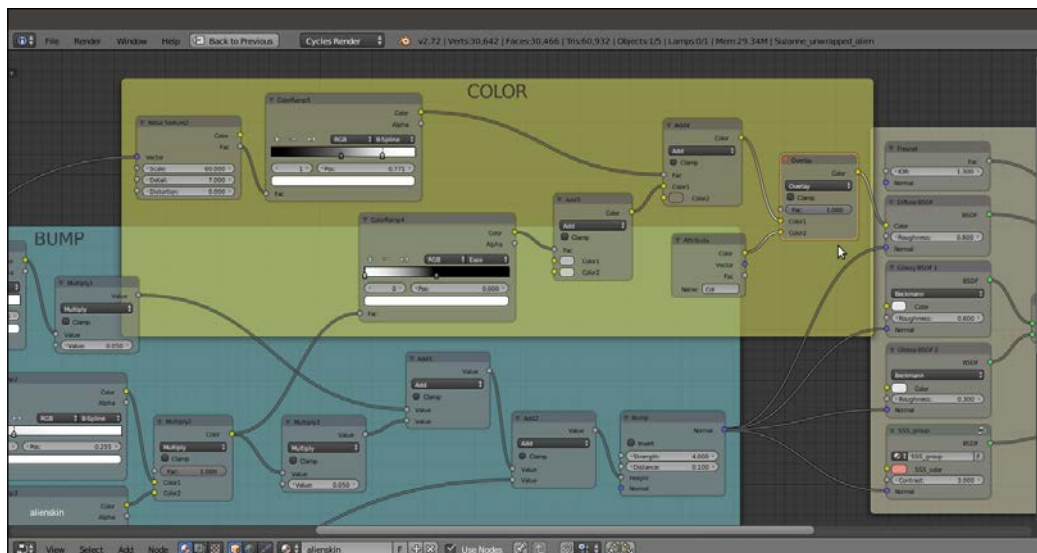 File Render Window Help Back to Previous Cycles Render v2.72 | Verts:30,642 | Faces:30,466 | Tris:60,932 | Objects:1/5 | Lamps:0/1 | Mem:29.34M | Suzanne_unwrapped_alien
COLOR
Noise Texture2
Color
Fac
Vector
Scale: 60.000
Detail: 7.000
Distortion: 0.000
ColorRamp5
Color
Alpha
RGB B-Spline
1 Pos: 0.771
Fac
ColorRamp4
Color
Alpha
RGB Ease
0 Pos: 0.000
Fac
Add3
Color
Add
Clamp
Fac
Color1
Color2
Add4
Color
Add
Clamp
Fac
Color1
Color2
Attribute
Color
Vector
Fac
Name: Col
Overlay
Color
Overlay
Clamp
Fac: 1.000
Color1
Color2
Fresnel
Fac
IOR: 1.300
Normal
Diffuse BSDF
BSDF
Color
Roughness: 0.800
Normal
Glossy BSDF 1
BSDF
Beckmann
Color
Roughness: 0.600
Normal
Glossy BSDF 2
BSDF
Beckmann
Color
Roughness: 0.300
Normal
SSS_group
BSDF
SSS_group F
SSS_color
Contrast: 3.000
Normal
BUMP
Multiply1
Value
Multiply
Clamp
Value
Value: 0.050
Color
Alpha
RGB B-Spline
Pos: 0.255
Color
Alpha
Multiply
Clamp
Color
Fac: 1.000
Color1
Color2
Value
Multiply
Clamp
Value
Value: 0.050
Add1
Value
Add
Clamp
Value
Value
Add2
Value
Add
Clamp
Value
Value
Bump
Normal
Invert
Strength: 4.000
Distance: 0.100
Height
Normal
alienskin
View Select Add Node alienskin F Use Nodes